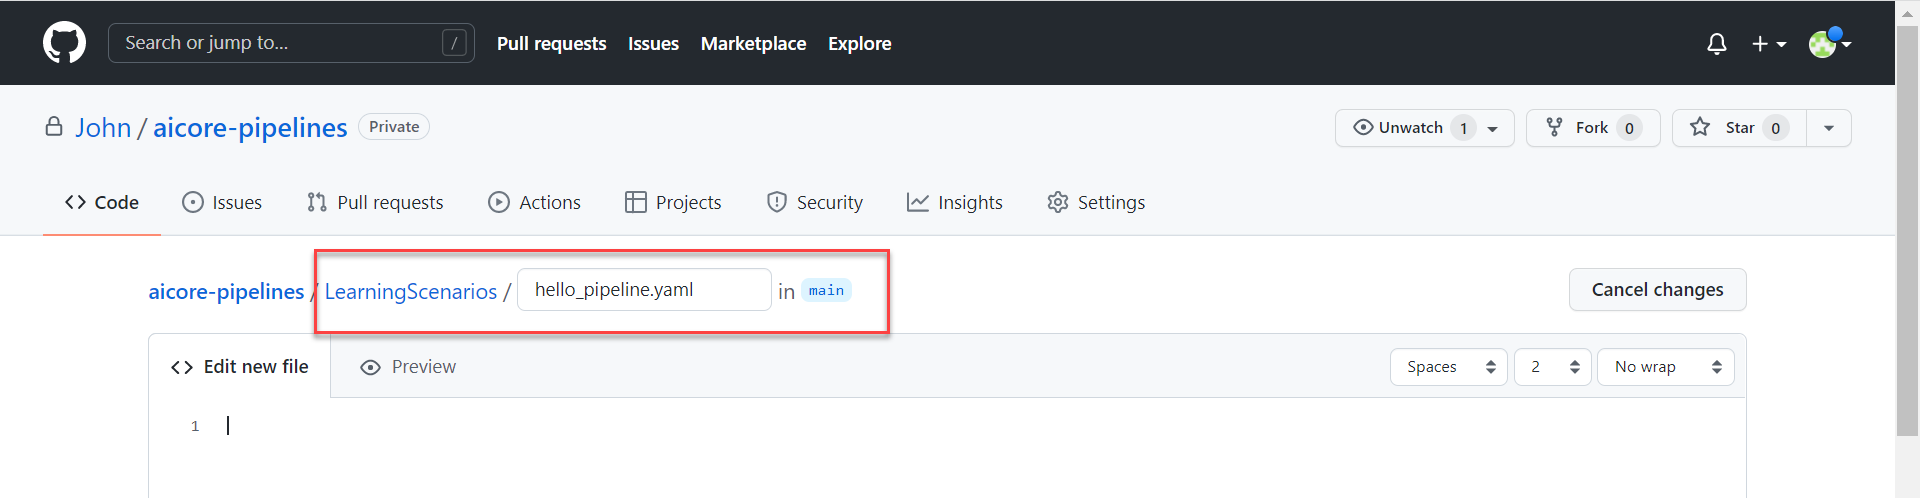 Search or jump to... / Pull requests Issues Marketplace Explore
John / aicore-pipelines Private Unwatch 1 Fork 0 Star 0
Code Issues Pull requests Actions Projects Security Insights Settings
aicore-pipelines / LearningScenarios / hello_pipeline.yaml in main Cancel changes
Edit new file Preview Spaces 2 No wrap
1